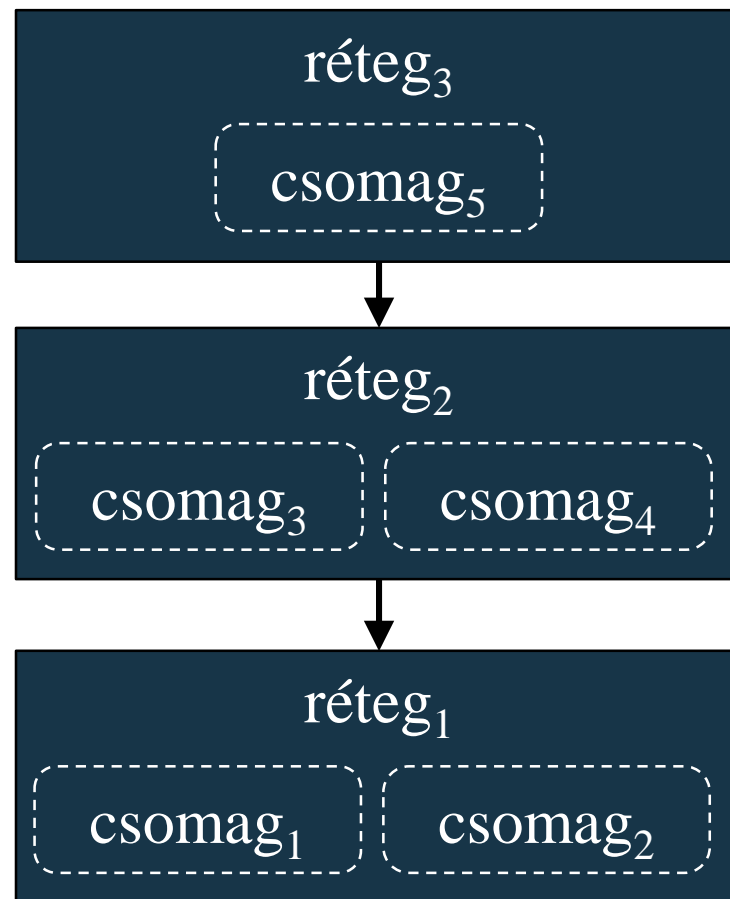 réteg₃
csomag₅
réteg₂
csomag₃ csomag₄
réteg₁
csomag₁ csomag₂